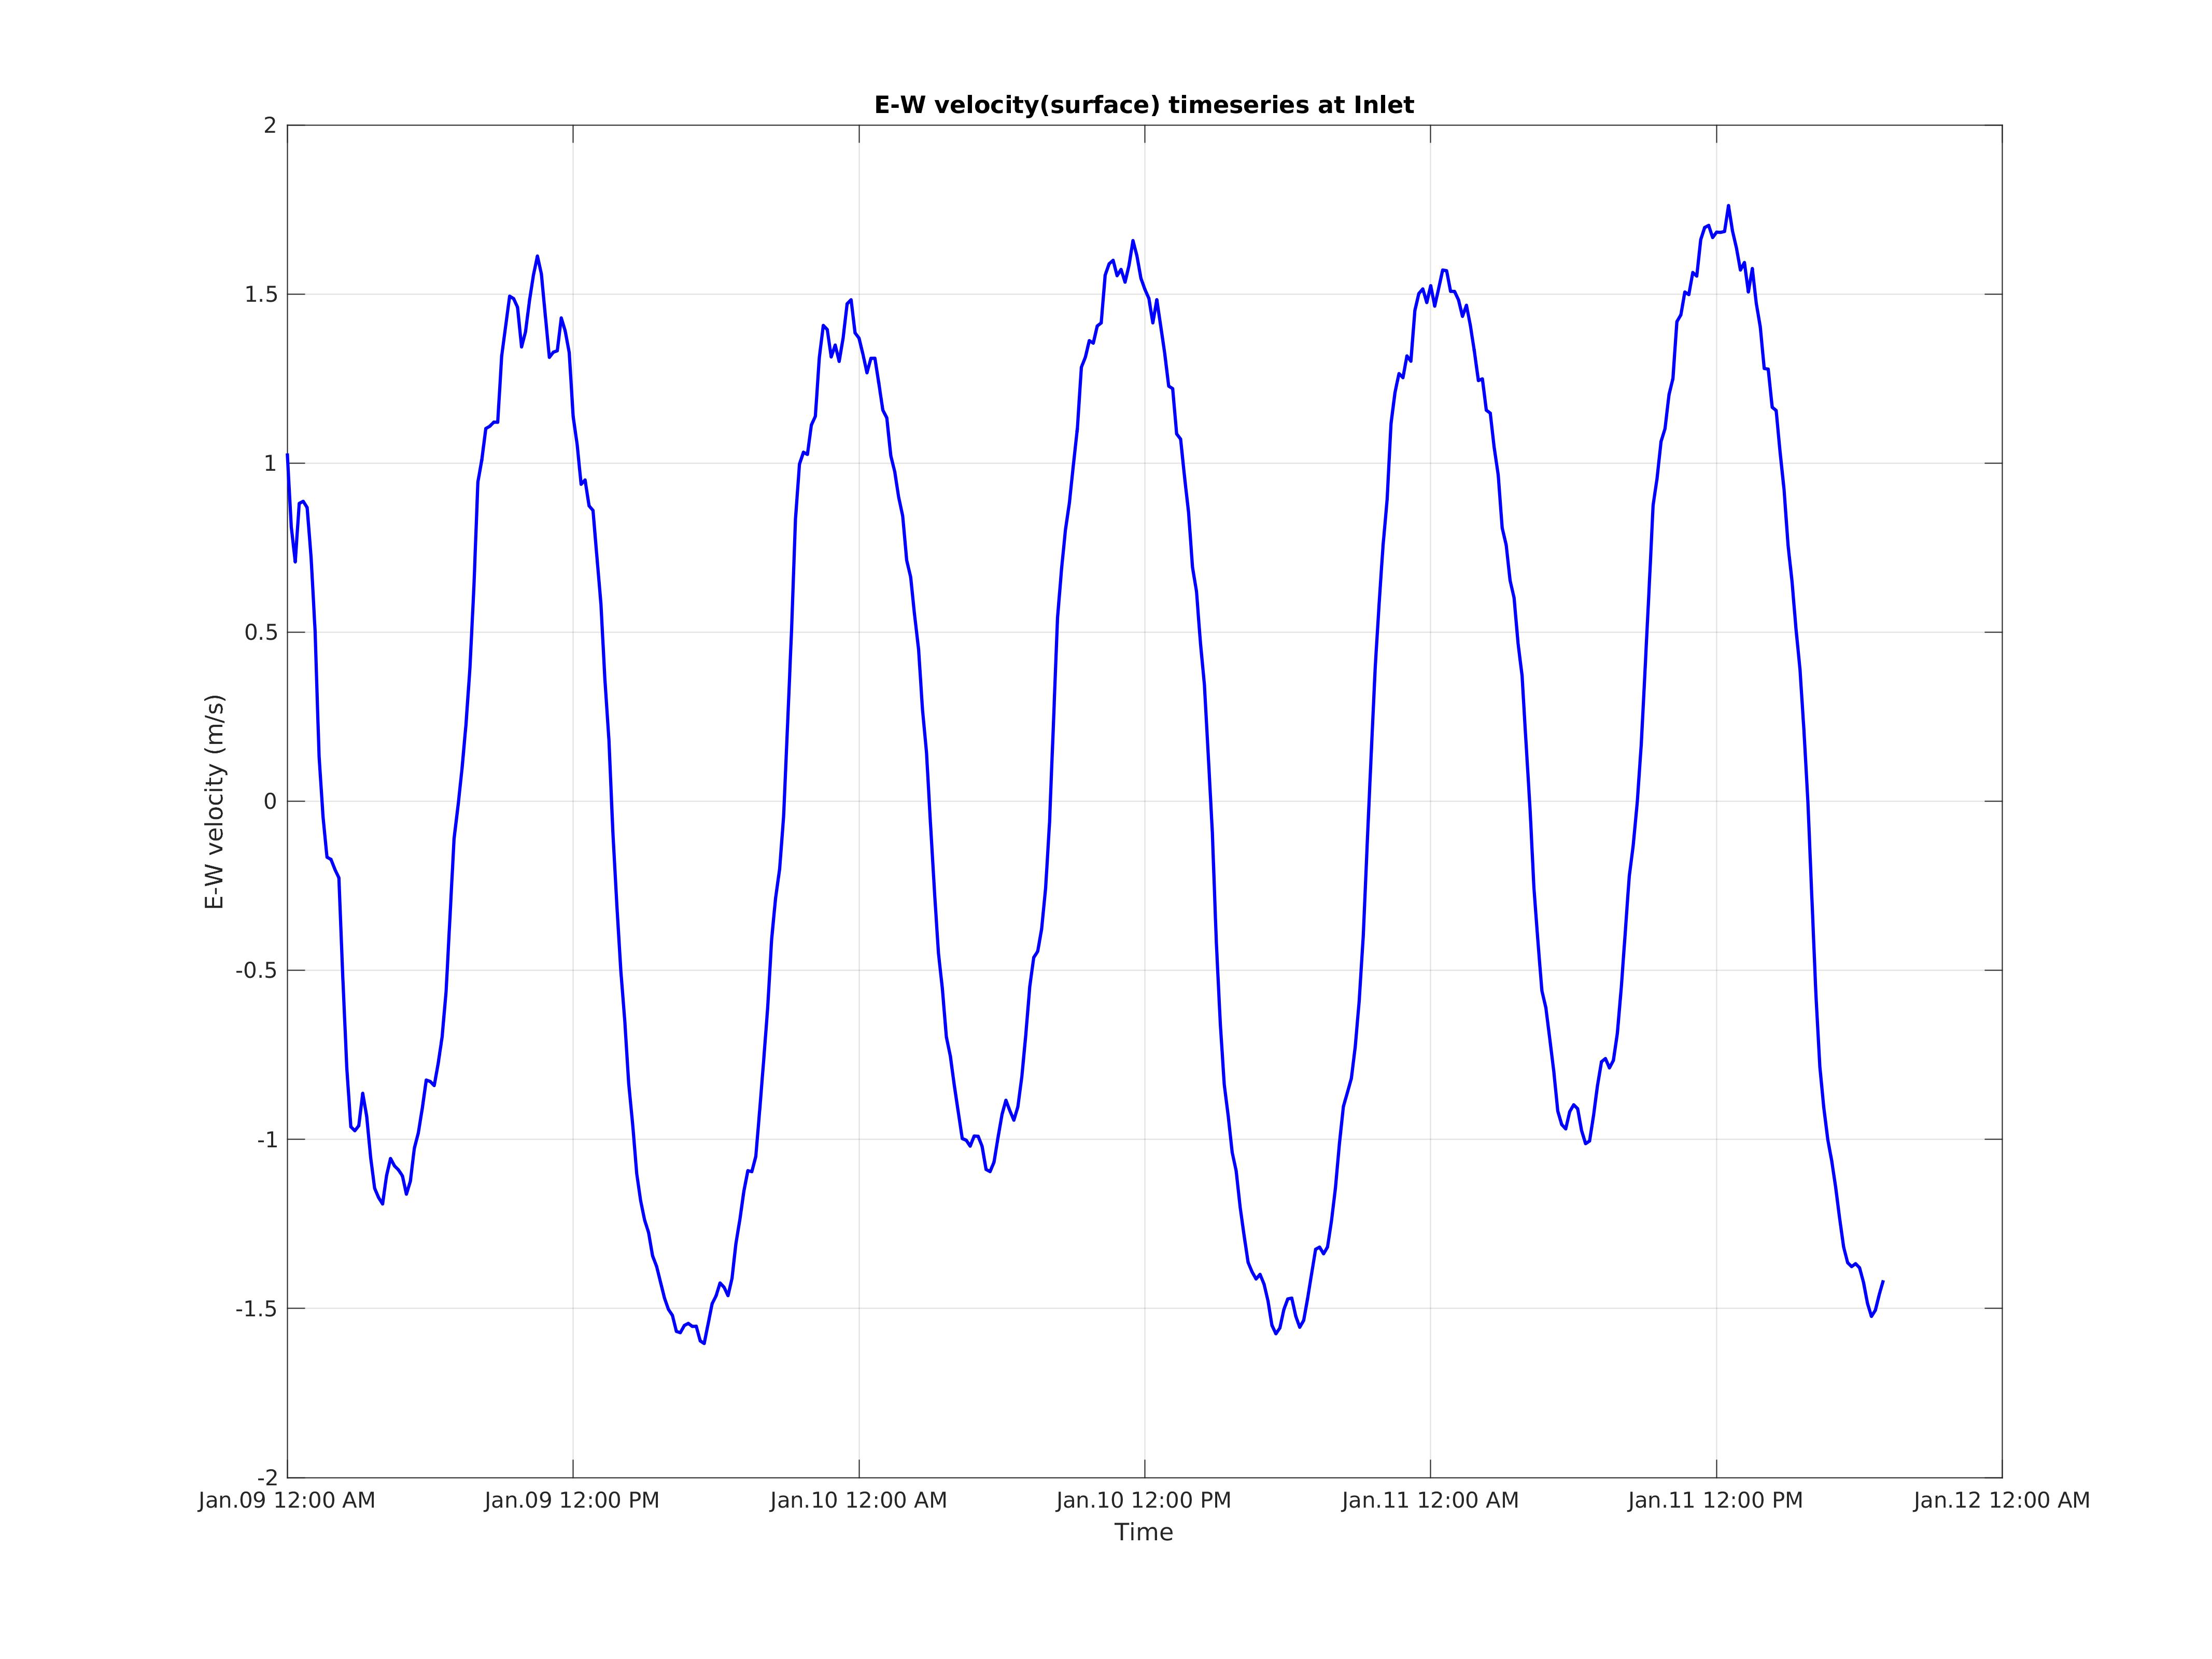 E-W velocity(surface) timeseries at Inlet
2
1.5
1
0.5
0
-0.5
-1
-1.5
-2
E-W velocity (m/s)
Jan.09 12:00 AM Jan.09 12:00 PM Jan.10 12:00 AM Jan.10 12:00 PM Jan.11 12:00 AM Jan.11 12:00 PM Jan.12 12:00 AM
Time